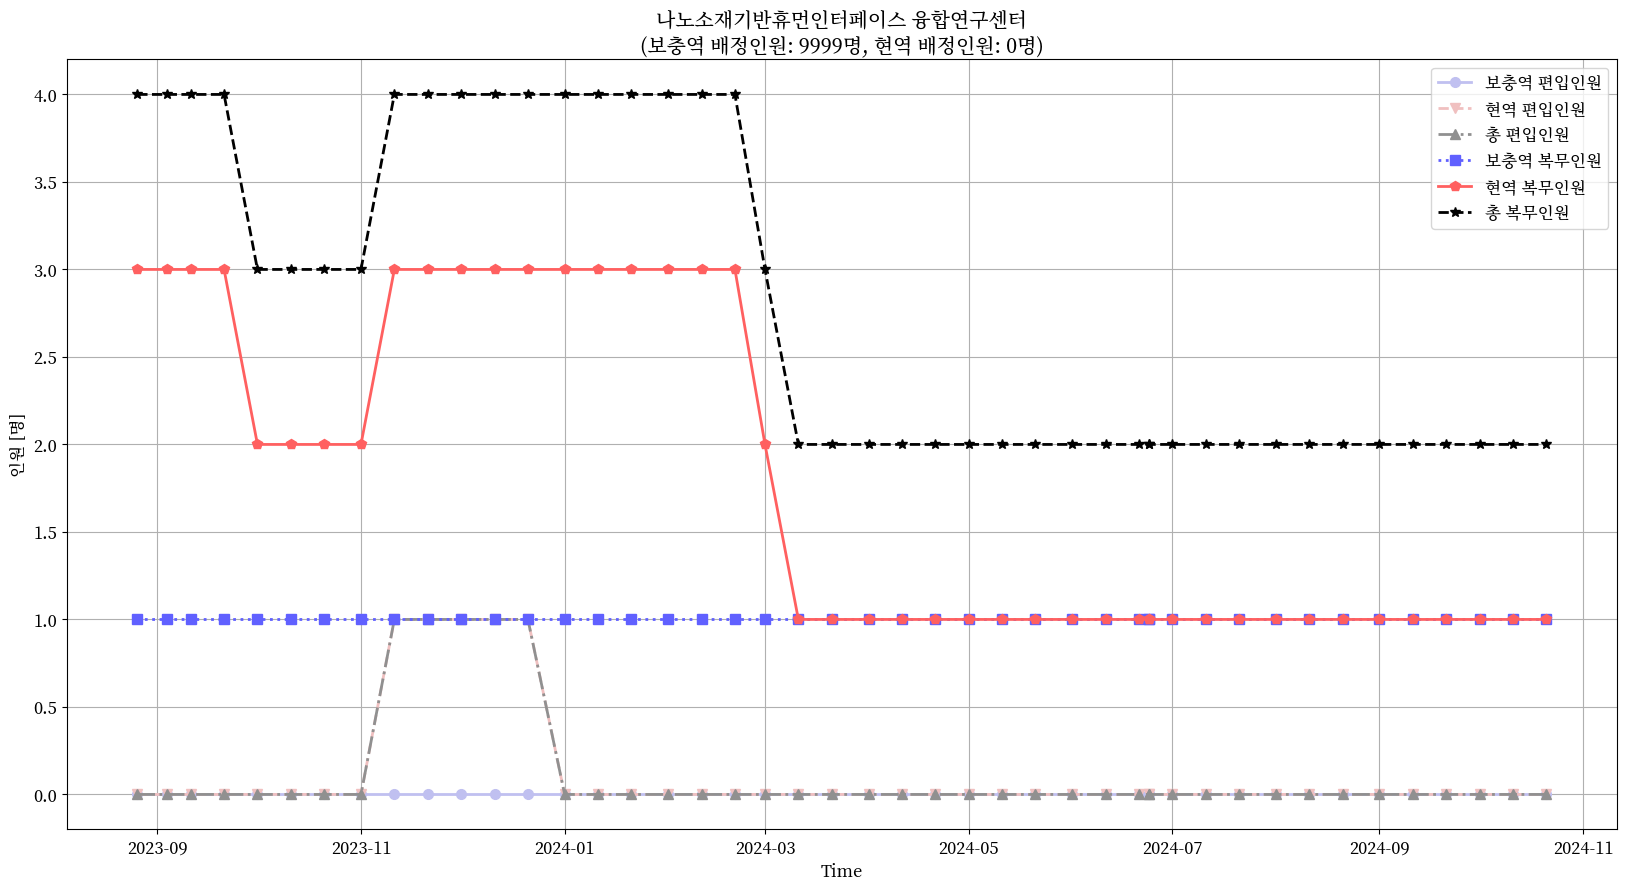 나노소재기반휴먼인터페이스 융합연구센터
(보충역 배정인원: 9999명, 현역 배정인원: 0명)
보충역 편입인원
현역 편입인원
총 편입인원
보충역 복무인원
현역 복무인원
총 복무인원
인원 [명]
4.0
3.5
3.0
2.5
2.0
1.5
1.0
0.5
0.0
2023-09 2023-11 2024-01 2024-03 2024-05 2024-07 2024-09 2024-11
Time